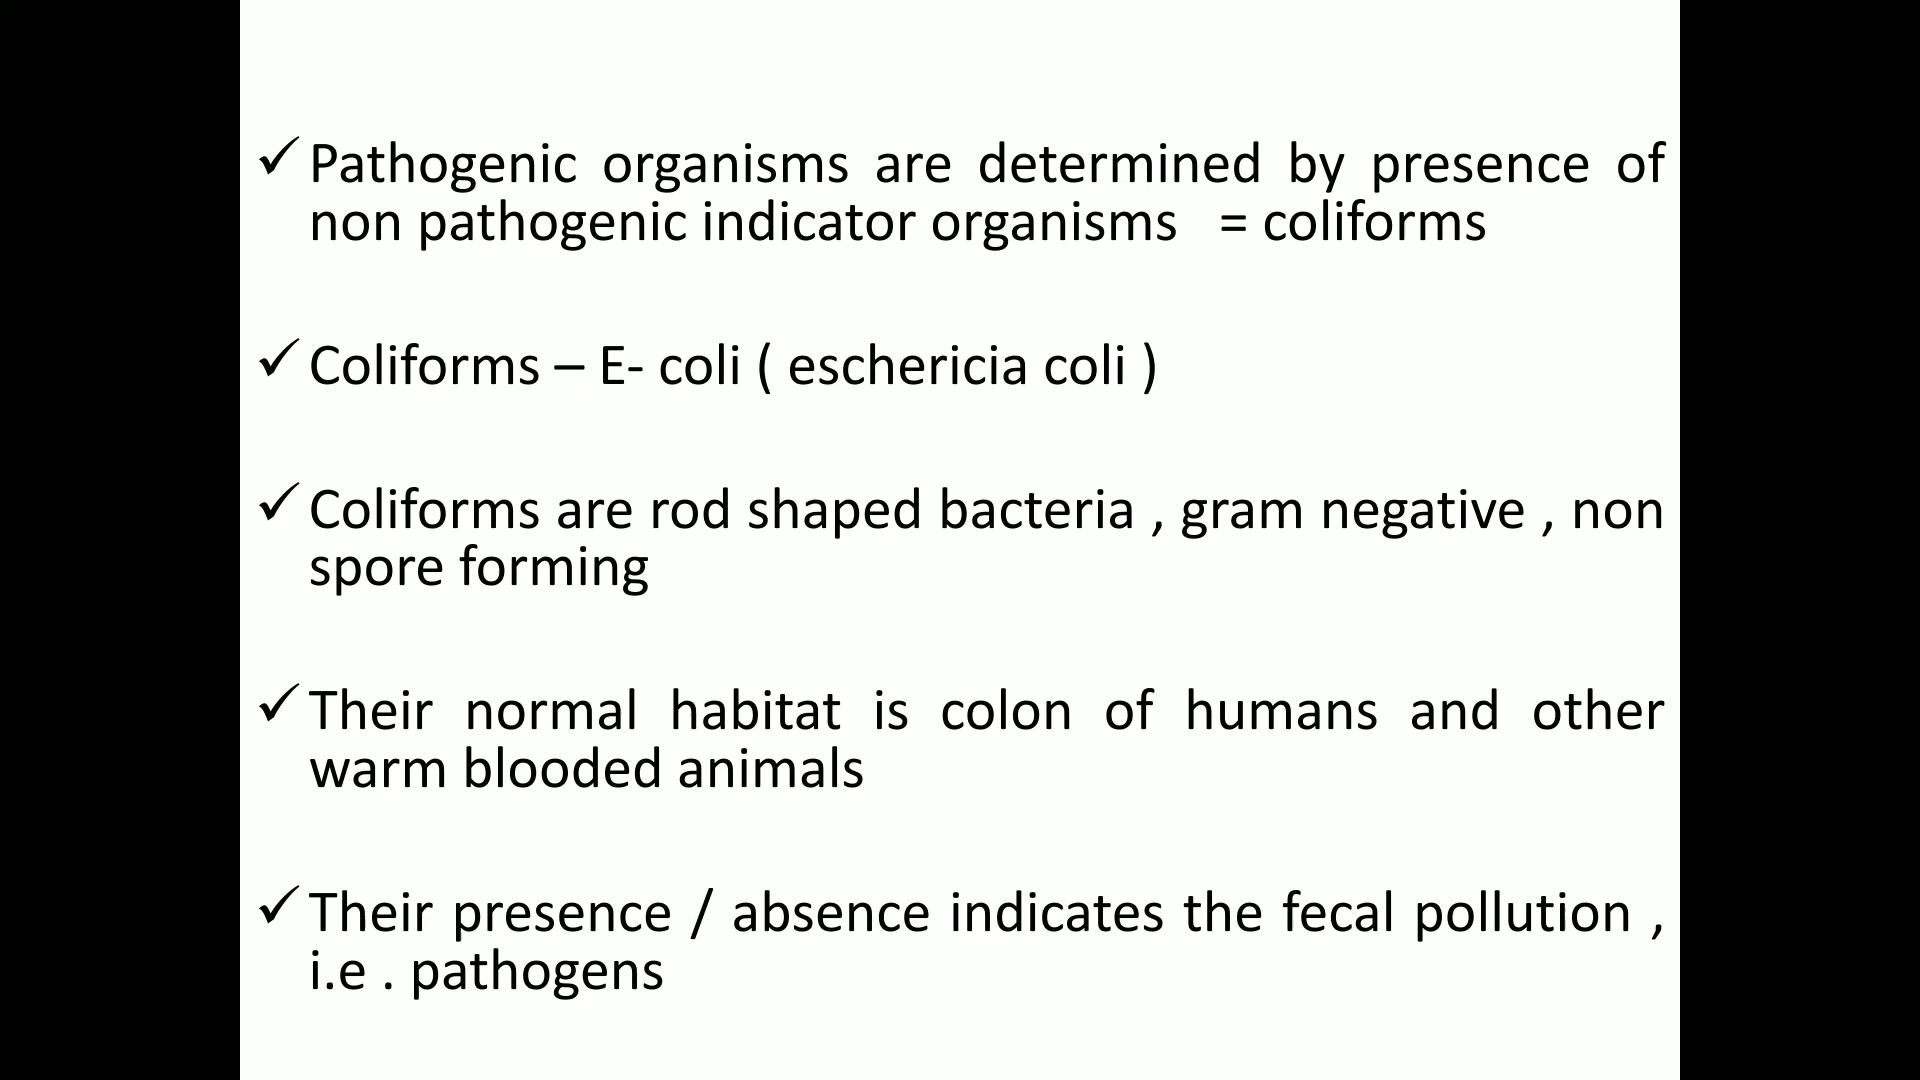 ✓ Pathogenic organisms are determined by presence of
non pathogenic indicator organisms = coliforms
✓ Coliforms – E- coli ( eschericia coli )
✓ Coliforms are rod shaped bacteria , gram negative , non
spore forming
✓ Their normal habitat is colon of humans and other
warm blooded animals
✓ Their presence / absence indicates the fecal pollution ,
i.e . pathogens